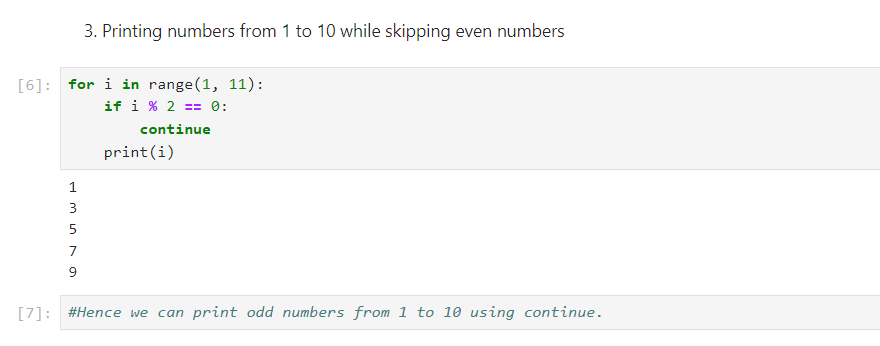 3. Printing numbers from 1 to 10 while skipping even numbers
[6]: for i in range(1, 11):
    if i % 2 == 0:
        continue
    print(i)
1
3
5
7
9
[7]: #Hence we can print odd numbers from 1 to 10 using continue.